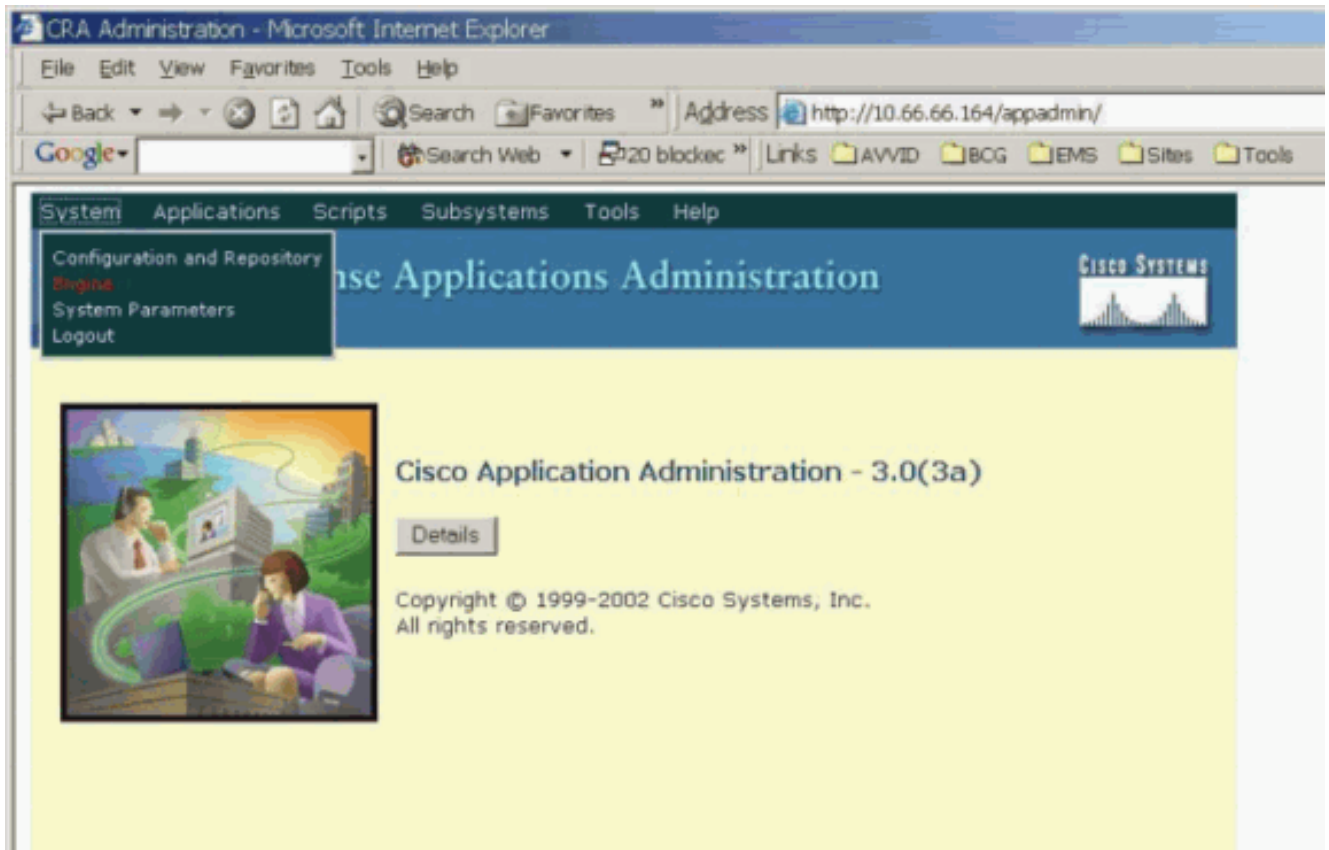 CRA Administration - Microsoft Internet Explorer
File Edit View Favorites Tools Help
Back Search Favorites » Address http://10.66.66.164/appadmin/
Google Search Web 20 blockec » Links AVVID BCG EMS Sites Tools
System Applications Scripts Subsystems Tools Help
Configuration and Repository
Engine
System Parameters
Logout
nse Applications Administration
CISCO SYSTEMS
Cisco Application Administration - 3.0(3a)
Details
Copyright © 1999-2002 Cisco Systems, Inc.
All rights reserved.